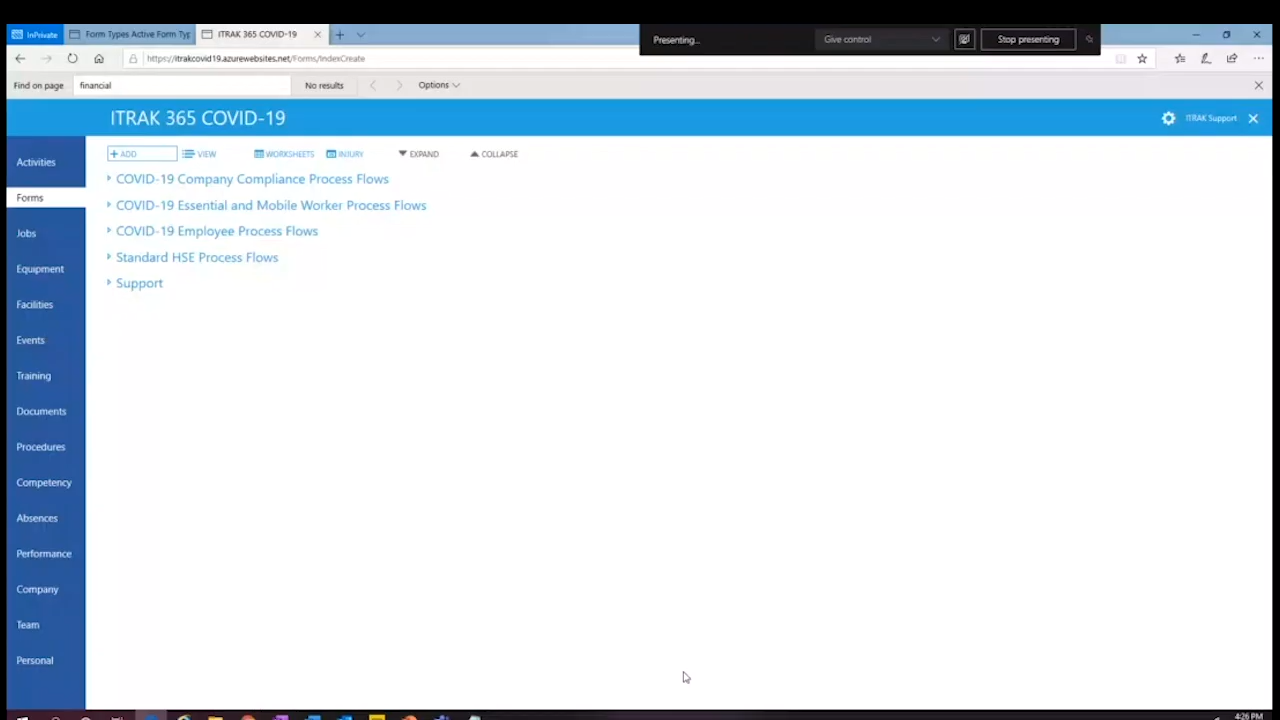 InPrivate
Form Types Active Form Typ
ITRAK 365 COVID-19
Presenting...
Give control
Stop presenting
https://itrakcovid19.azurewebsites.net/Forms/IndexCreate
Find on page
financial
No results
Options
ITRAK 365 COVID-19
ITRAK Support
Activities
Forms
Jobs
Equipment
Facilities
Events
Training
Documents
Procedures
Competency
Absences
Performance
Company
Team
Personal
+ ADD
VIEW
WORKSHEETS
INJURY
EXPAND
COLLAPSE
COVID-19 Company Compliance Process Flows
COVID-19 Essential and Mobile Worker Process Flows
COVID-19 Employee Process Flows
Standard HSE Process Flows
Support
4:26 PM